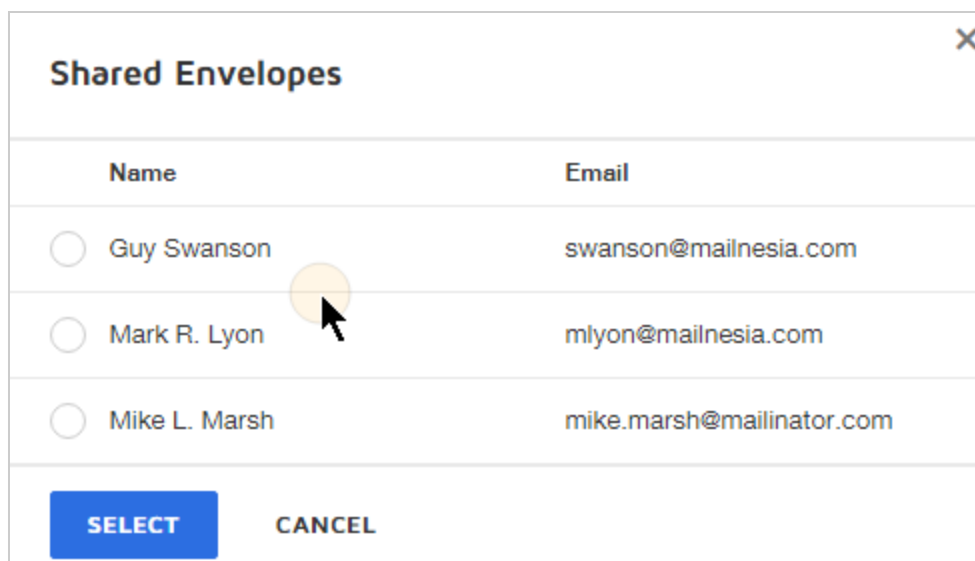 Shared Envelopes
Name Email
Guy Swanson swanson@mailnesia.com
Mark R. Lyon mlyon@mailnesia.com
Mike L. Marsh mike.marsh@mailinator.com
SELECT CANCEL